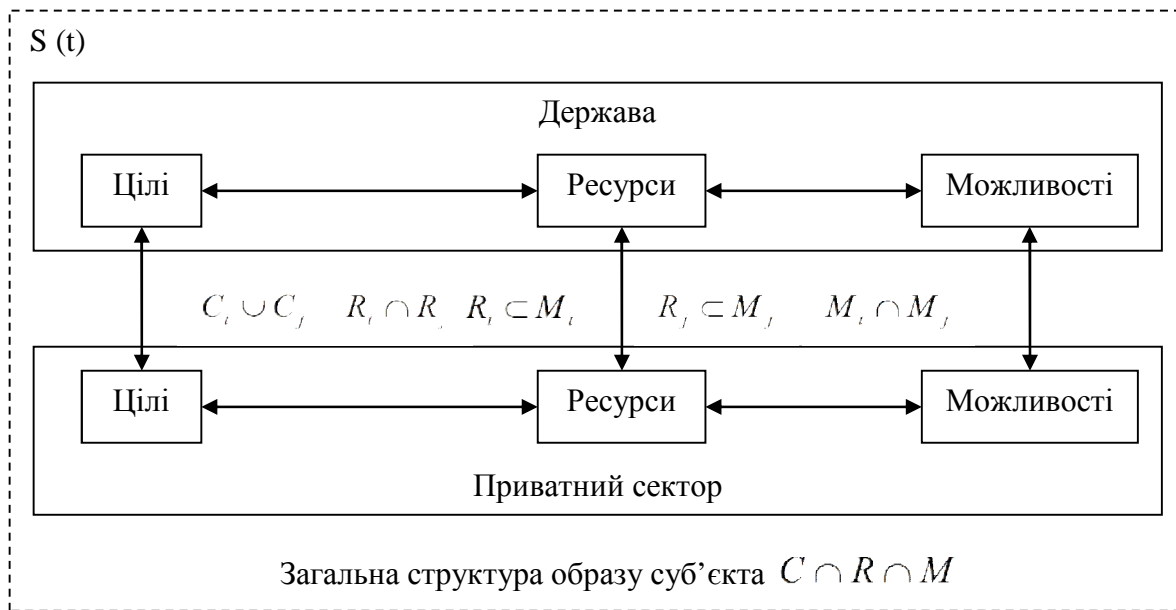 S (t)
Держава
Цілі Ресурси Можливості
C_i ∪ C_j R_i ∩ R_j R_i ⊂ M_i R_j ⊂ M_j M_i ∩ M_j
Цілі Ресурси Можливості
Приватний сектор
Загальна структура образу суб’єкта C ∩ R ∩ M